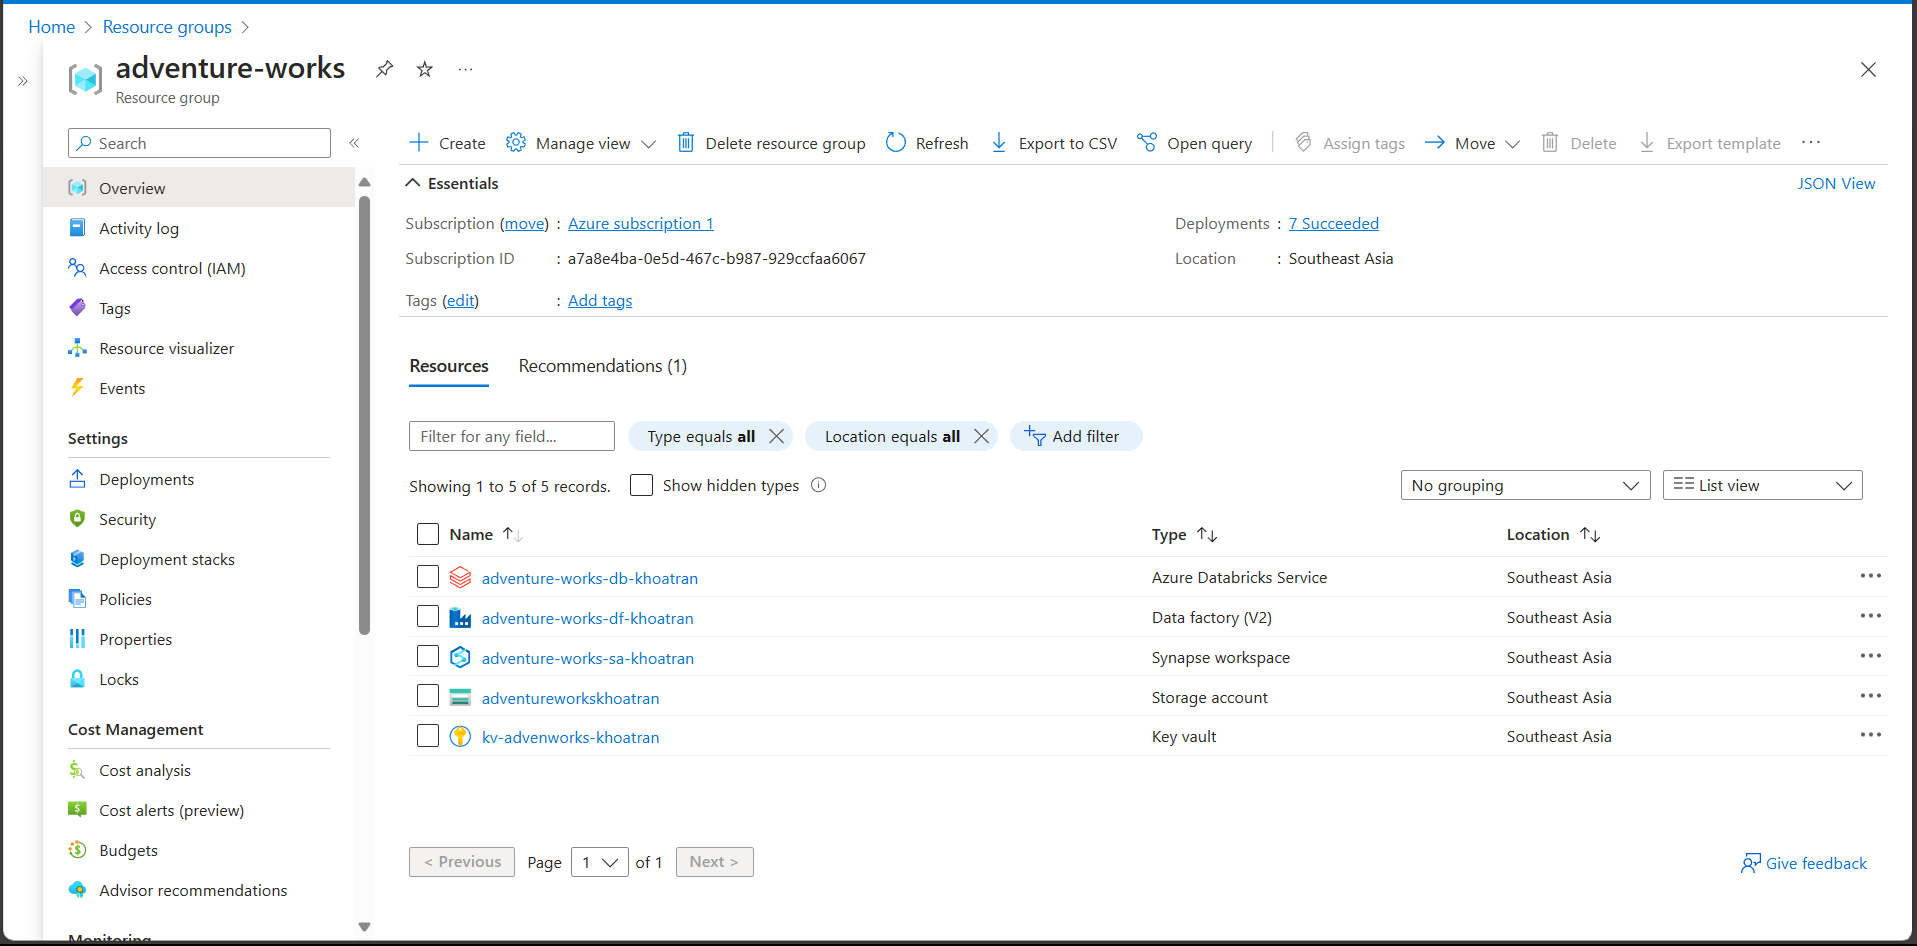 Home > Resource groups >
adventure-works
Resource group
Search
Create
Manage view
Delete resource group
Refresh
Export to CSV
Open query
Assign tags
Move
Delete
Export template
Overview
Activity log
Access control (IAM)
Tags
Resource visualizer
Events
Settings
Deployments
Security
Deployment stacks
Policies
Properties
Locks
Cost Management
Cost analysis
Cost alerts (preview)
Budgets
Advisor recommendations
Monitoring
Essentials
JSON View
Subscription (move) : Azure subscription 1
Deployments : 7 Succeeded
Subscription ID : a7a8e4ba-0e5d-467c-b987-929ccfaa6067
Location : Southeast Asia
Tags (edit) : Add tags
Resources Recommendations (1)
Filter for any field...
Type equals all
Location equals all
Add filter
Showing 1 to 5 of 5 records.
Show hidden types
No grouping
List view
Name Type Location
adventure-works-db-khoatran Azure Databricks Service Southeast Asia
adventure-works-df-khoatran Data factory (V2) Southeast Asia
adventure-works-sa-khoatran Synapse workspace Southeast Asia
adventureworkskhoatran Storage account Southeast Asia
kv-advenworks-khoatran Key vault Southeast Asia
< Previous Page 1 of 1 Next >
Give feedback